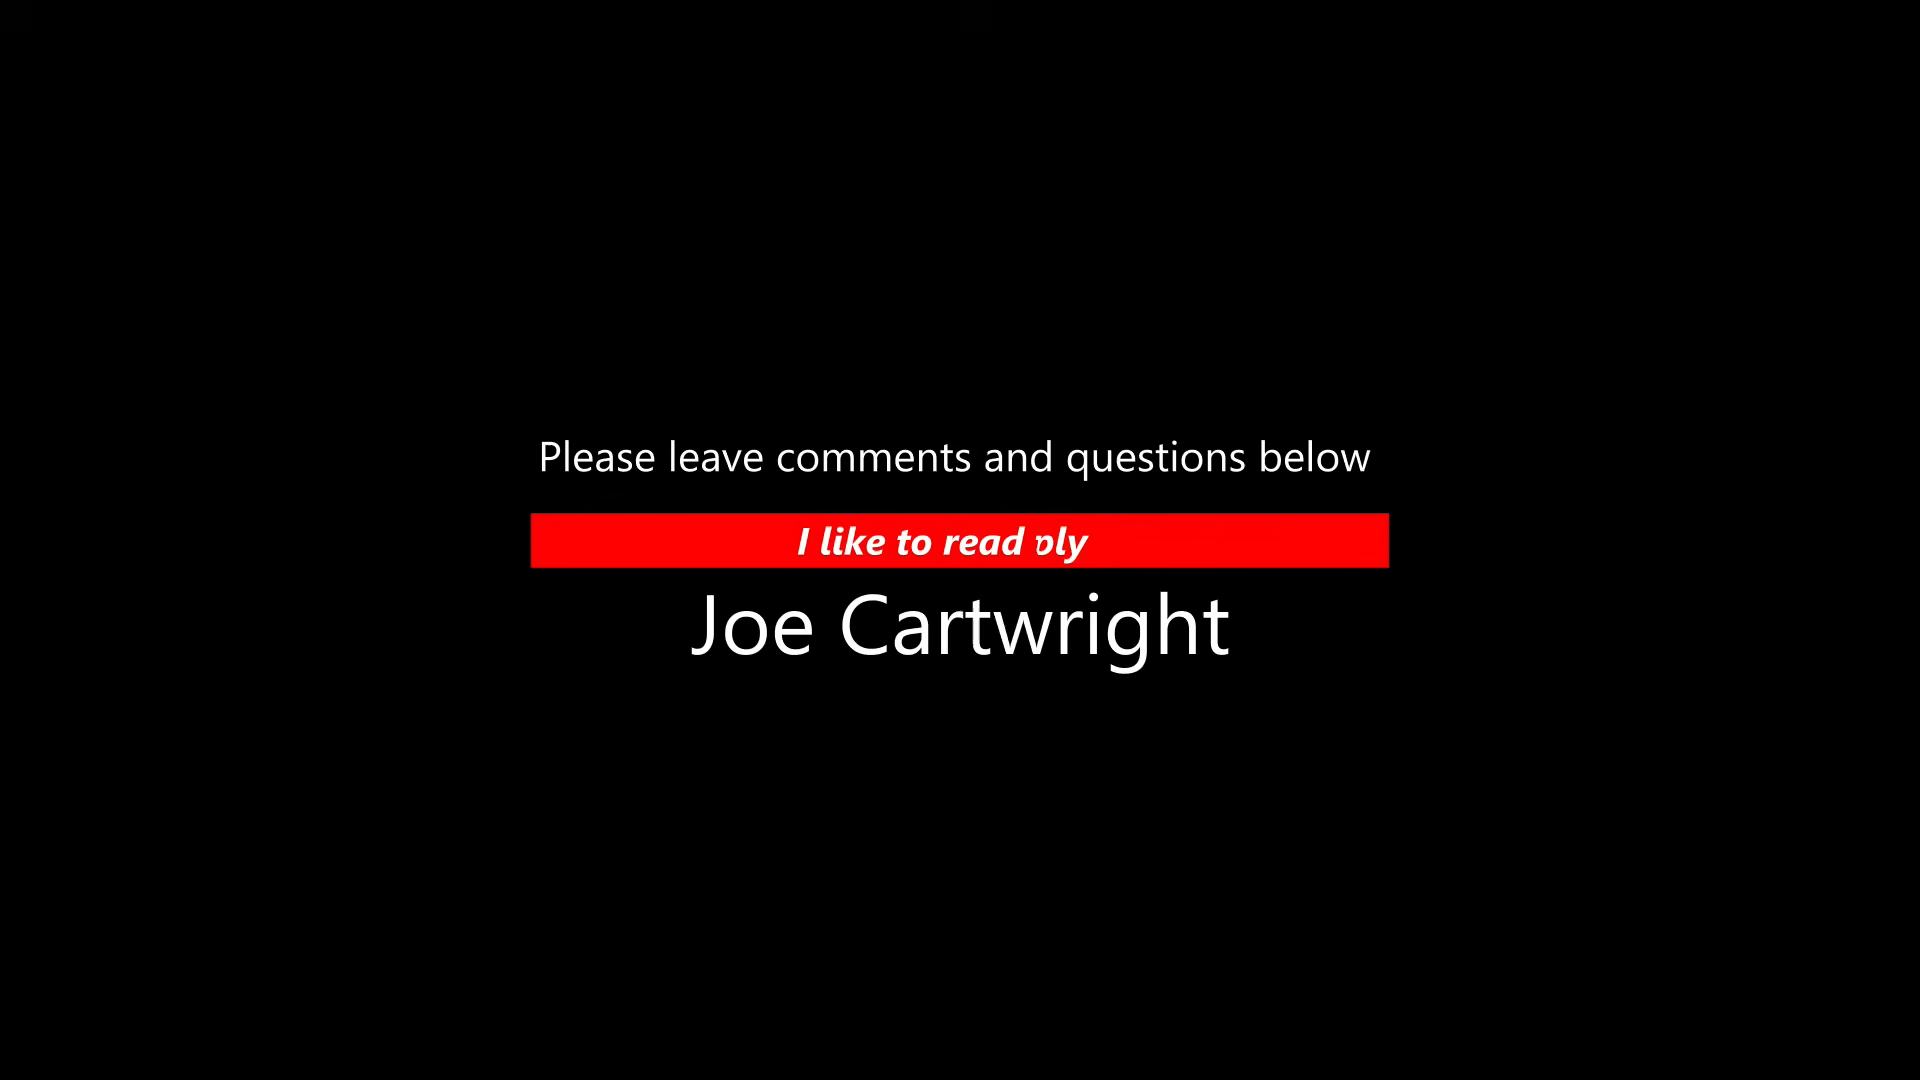 Please leave comments and questions below
I like to read
Joe Cartwright